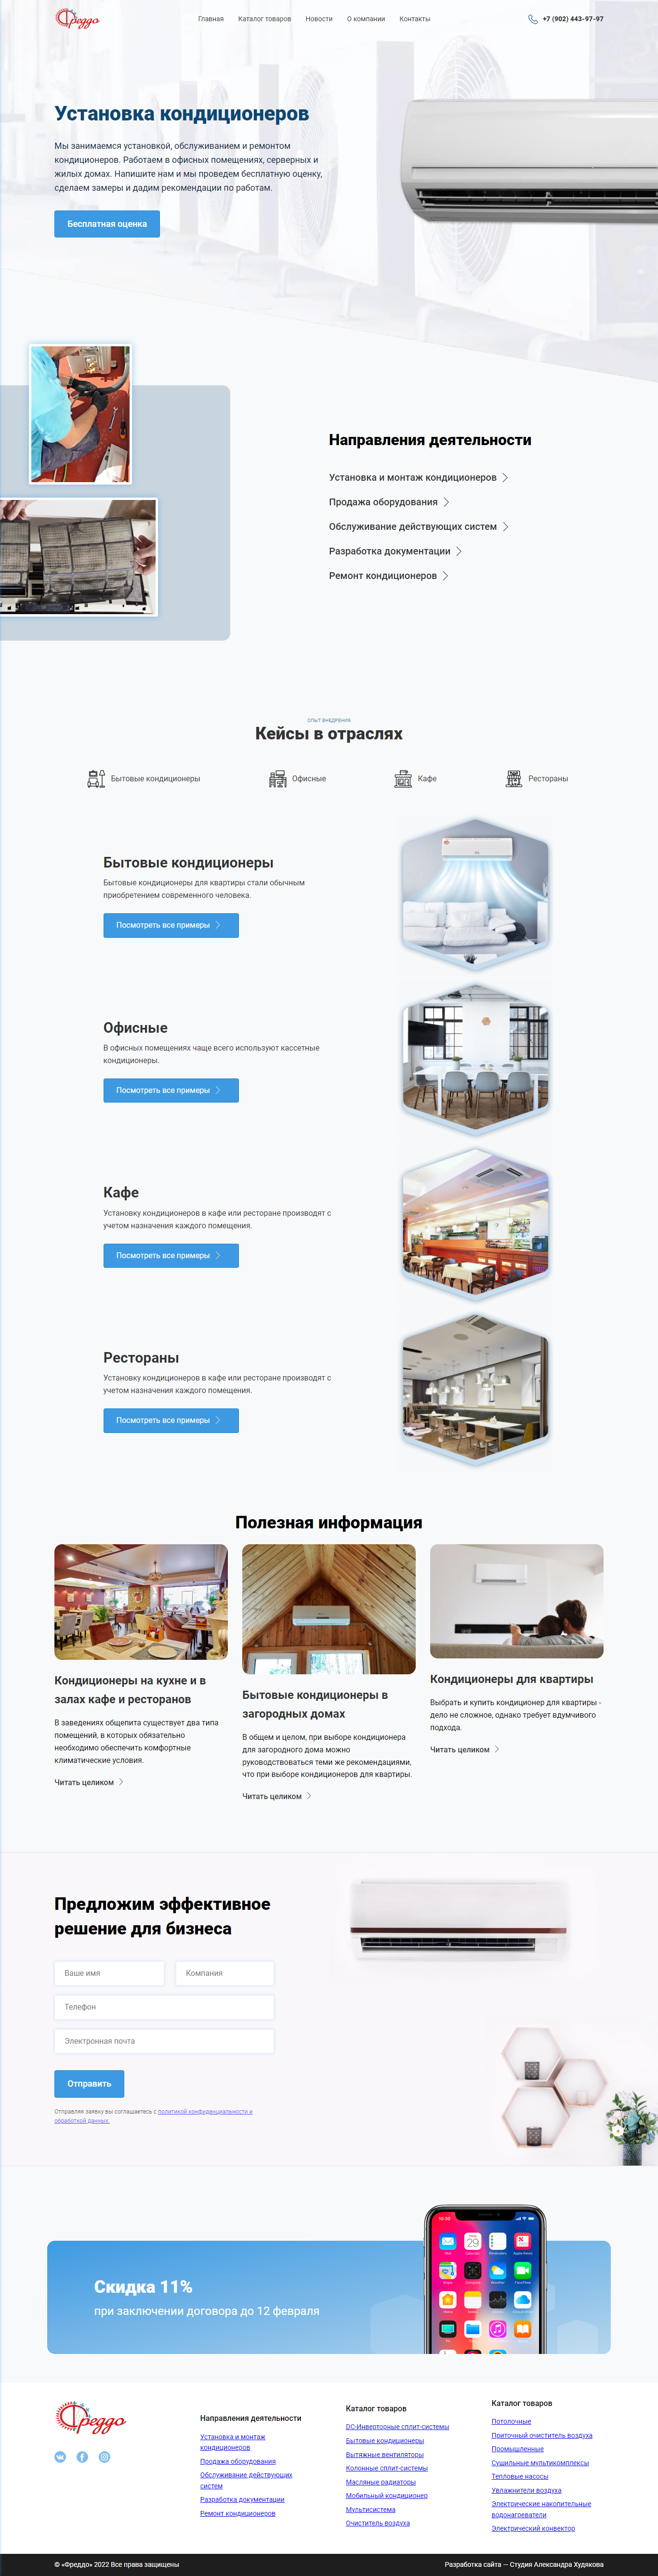 Фреддо
Главная
Каталог товаров
Новости
О компании
Контакты
+7 (902) 443-97-97
Установка кондиционеров
Мы занимаемся установкой, обслуживанием и ремонтом
кондиционеров. Работаем в офисных помещениях, серверных и
жилых домах. Напишите нам и мы проведем бесплатную оценку,
сделаем замеры и дадим рекомендации по работам.
Бесплатная оценка
Направления деятельности
Установка и монтаж кондиционеров
Продажа оборудования
Обслуживание действующих систем
Разработка документации
Ремонт кондиционеров
ОПЫТ ВНЕДРЕНИЯ
Кейсы в отраслях
Бытовые кондиционеры
Офисные
Кафе
Рестораны
Бытовые кондиционеры
Бытовые кондиционеры для квартиры стали обычным
приобретением современного человека.
Посмотреть все примеры
Офисные
В офисных помещениях чаще всего используют кассетные
кондиционеры.
Посмотреть все примеры
Кафе
Установку кондиционеров в кафе или ресторане производят с
учетом назначения каждого помещения.
Посмотреть все примеры
Рестораны
Установку кондиционеров в кафе или ресторане производят с
учетом назначения каждого помещения.
Посмотреть все примеры
Полезная информация
Кондиционеры на кухне и в
залах кафе и ресторанов
В заведениях общепита существует два типа
помещений, в которых обязательно
необходимо обеспечить комфортные
климатические условия.
Читать целиком
Бытовые кондиционеры в
загородных домах
В общем и целом, при выборе кондиционера
для загородного дома можно
руководствоваться теми же рекомендациями,
что при выборе кондиционеров для квартиры.
Читать целиком
Кондиционеры для квартиры
Выбрать и купить кондиционер для квартиры -
дело не сложное, однако требует вдумчивого
подхода.
Читать целиком
Предложим эффективное
решение для бизнеса
Ваше имя
Компания
Телефон
Электронная почта
Отправить
Отправляя заявку вы соглашаетесь с политикой конфиденциальности и
обработкой данных.
Скидка 11%
при заключении договора до 12 февраля
10:30
Фреддо
Направления деятельности
Установка и монтаж
кондиционеров
Продажа оборудования
Обслуживание действующих
систем
Разработка документации
Ремонт кондиционеров
Каталог товаров
DC-Инверторные сплит-системы
Бытовые кондиционеры
Вытяжные вентиляторы
Колонные сплит-системы
Масляные радиаторы
Мобильный кондиционер
Мультисистема
Очиститель воздуха
Каталог товаров
Потолочные
Приточный очиститель воздуха
Промышленные
Сушильные мультикомплексы
Тепловые насосы
Увлажнители воздуха
Электрические накопительные
водонагреватели
Электрический конвектор
© «Фреддо» 2022 Все права защищены
Разработка сайта — Студия Александра Худякова